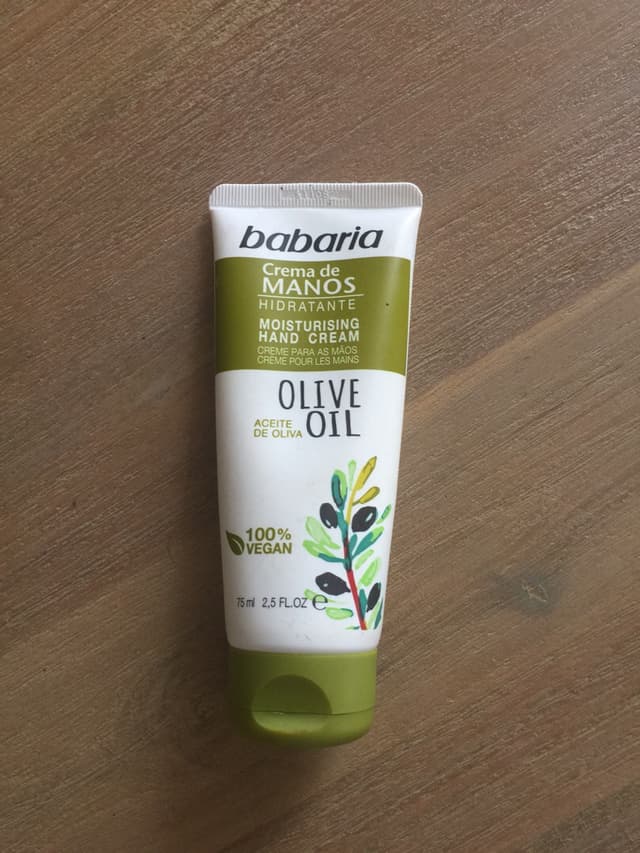 babaria
Crema de
MANOS
HIDRATANTE
MOISTURISING
HAND CREAM
CREME PARA AS MÃOS
CRÈME POUR LES MAINS
OLIVE
OIL
ACEITE
DE OLIVA
100%
VEGAN
75 ml 2,5 FL.OZ ℮